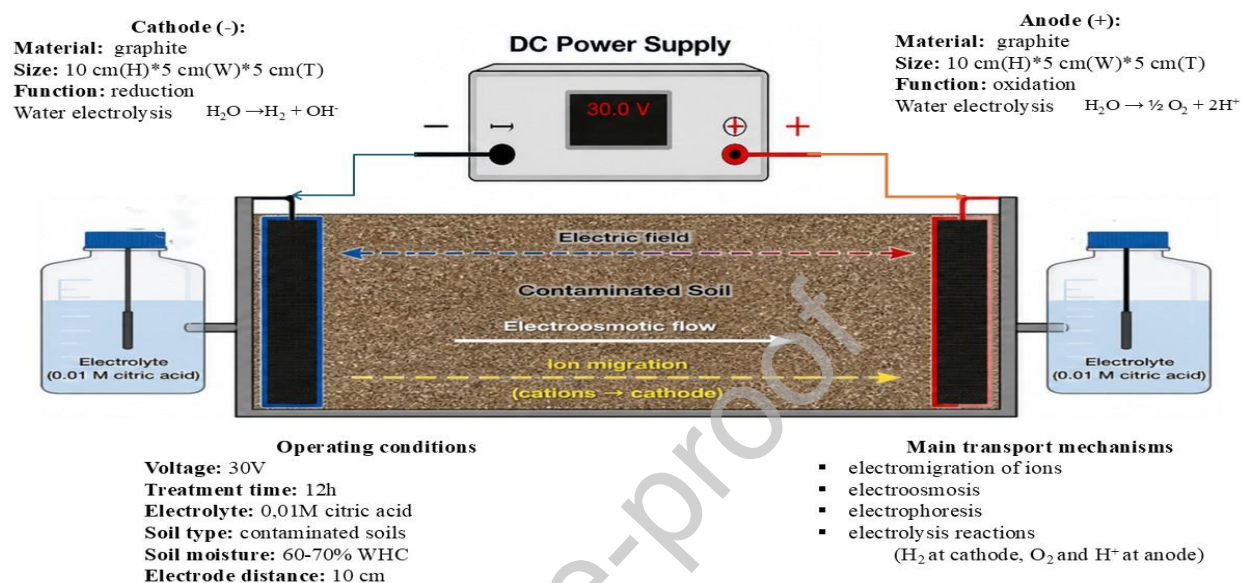 Cathode (-):
Material: graphite
Size: 10 cm(H)*5 cm(W)*5 cm(T)
Function: reduction
Water electrolysis H₂O →H₂ + OH⁻
DC Power Supply
30.0 V
− +
Anode (+):
Material: graphite
Size: 10 cm(H)*5 cm(W)*5 cm(T)
Function: oxidation
Water electrolysis H₂O → ½ O₂ + 2H⁺
Electric field
Contaminated Soil
Electroosmotic flow
Ion migration
(cations → cathode)
Electrolyte
(0.01 M citric acid)
Electrolyte
(0.01 M citric acid)
Operating conditions
Voltage: 30V
Treatment time: 12h
Electrolyte: 0,01M citric acid
Soil type: contaminated soils
Soil moisture: 60-70% WHC
Electrode distance: 10 cm
Main transport mechanisms
▪ electromigration of ions
▪ electroosmosis
▪ electrophoresis
▪ electrolysis reactions
(H₂ at cathode, O₂ and H⁺ at anode)
e-proof